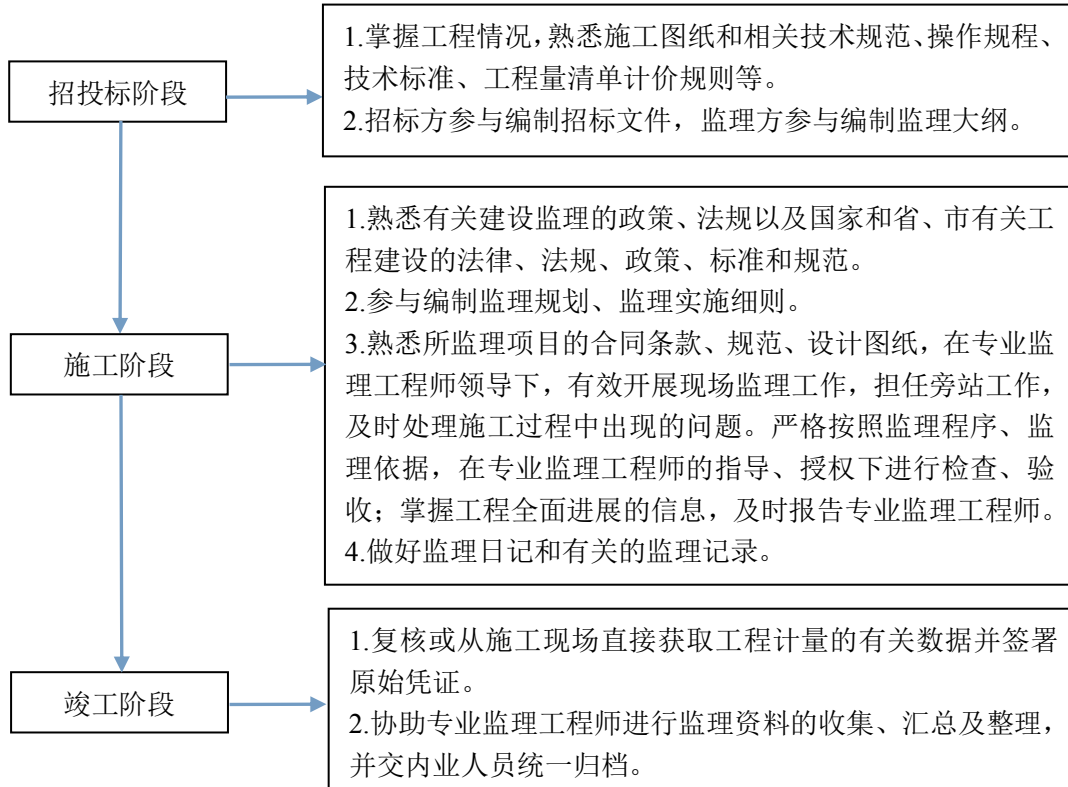 招投标阶段
1.掌握工程情况，熟悉施工图纸和相关技术规范、操作规程、
技术标准、工程量清单计价规则等。
2.招标方参与编制招标文件，监理方参与编制监理大纲。
施工阶段
1.熟悉有关建设监理的政策、法规以及国家和省、市有关工
程建设的法律、法规、政策、标准和规范。
2.参与编制监理规划、监理实施细则。
3.熟悉所监理项目的合同条款、规范、设计图纸，在专业监
理工程师领导下，有效开展现场监理工作，担任旁站工作，
及时处理施工过程中出现的问题。严格按照监理程序、监
理依据，在专业监理工程师的指导、授权下进行检查、验
收；掌握工程全面进展的信息，及时报告专业监理工程师。
4.做好监理日记和有关的监理记录。
竣工阶段
1.复核或从施工现场直接获取工程计量的有关数据并签署
原始凭证。
2.协助专业监理工程师进行监理资料的收集、汇总及整理，
并交内业人员统一归档。